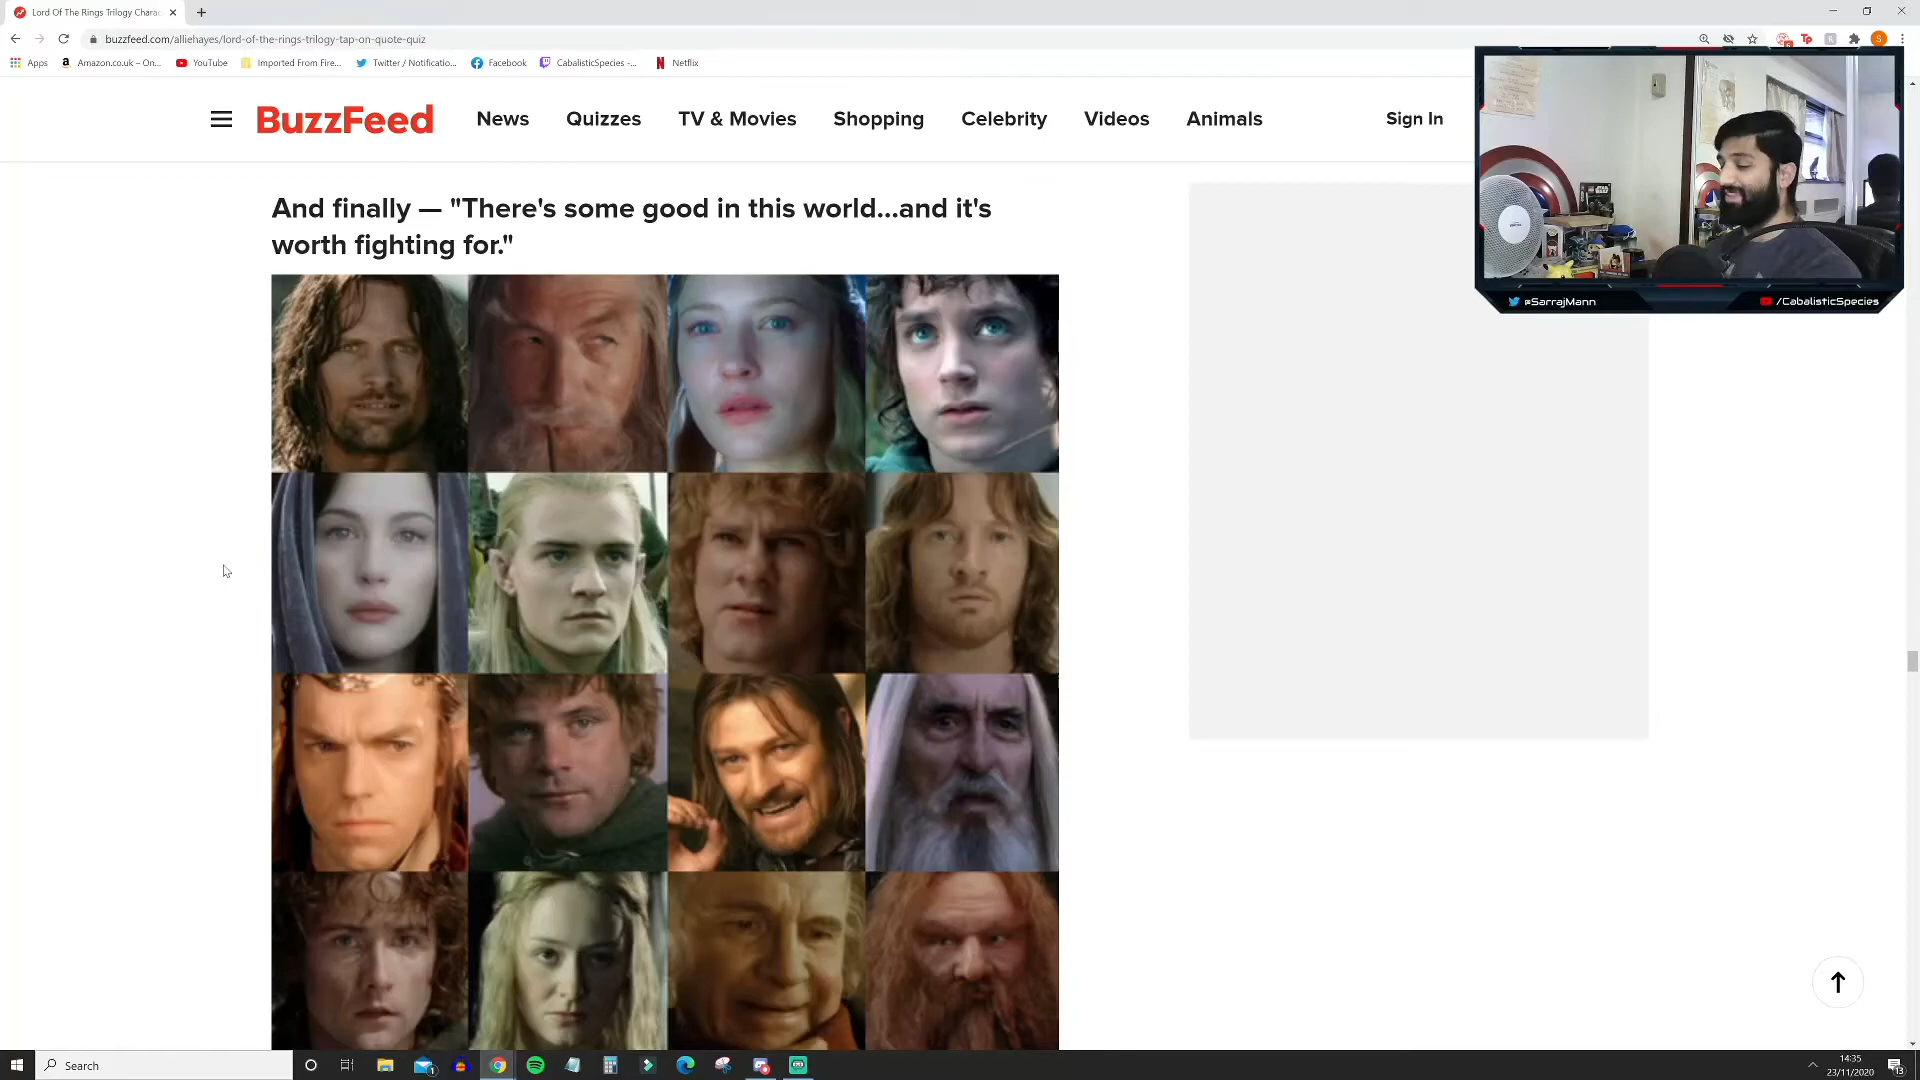 Lord Of The Rings Trilogy Charac
buzzfeed.com/alliehayes/lord-of-the-rings-trilogy-tap-on-quote-quiz
Apps
Amazon.co.uk – On...
YouTube
Imported From Fire...
Twitter / Notificatio...
Facebook
CabalisticSpecies -...
Netflix
BuzzFeed
News
Quizzes
TV & Movies
Shopping
Celebrity
Videos
Animals
Sign In
And finally — "There's some good in this world...and it's
worth fighting for."
@SarrajMann
/CabalisticSpecies
Search
14:35
23/11/2020